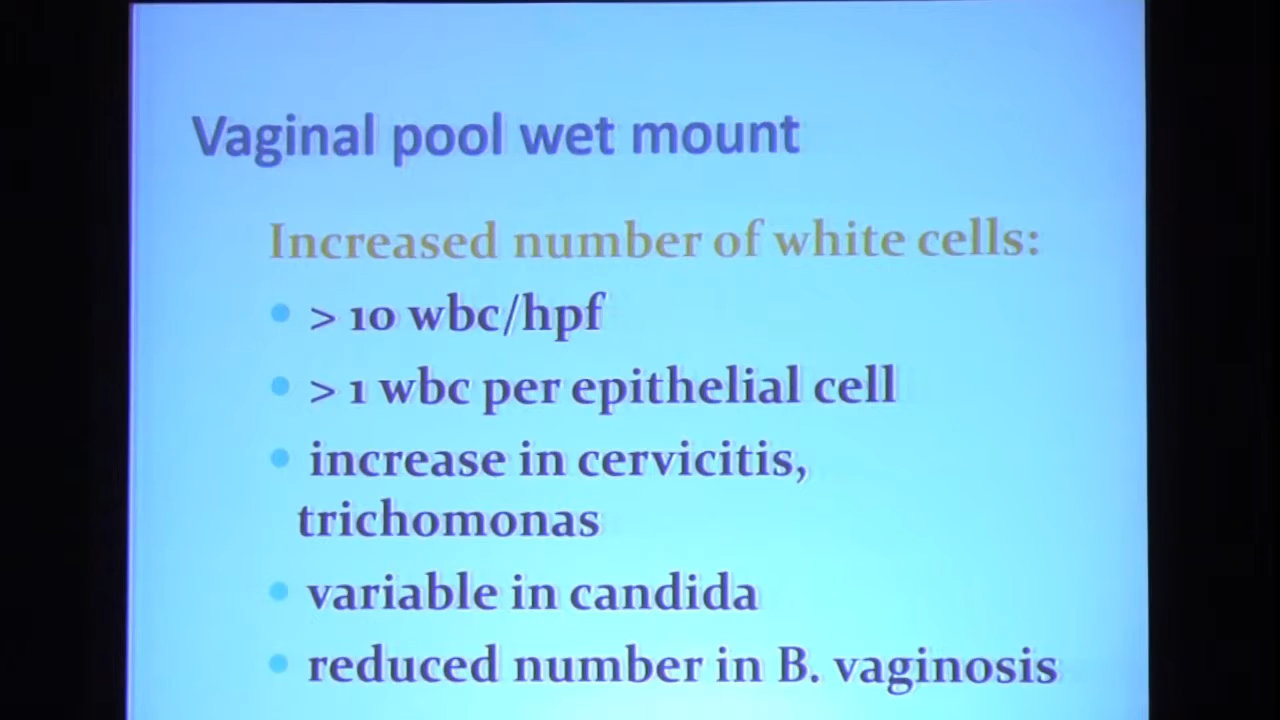 Vaginal pool wet mount
Increased number of white cells:
• > 10 wbc/hpf
• > 1 wbc per epithelial cell
• increase in cervicitis,
trichomonas
• variable in candida
• reduced number in B. vaginosis